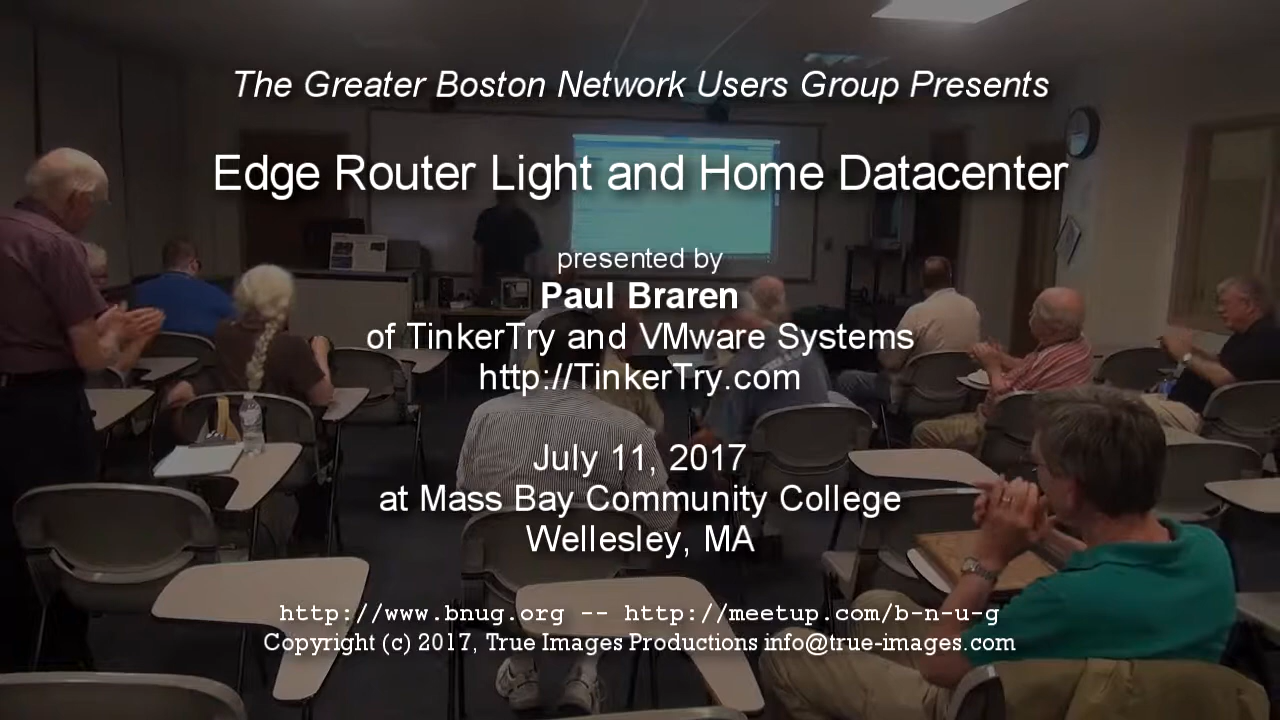 The Greater Boston Network Users Group Presents
Edge Router Light and Home Datacenter
presented by
Paul Braren
of TinkerTry and VMware Systems
http://TinkerTry.com
July 11, 2017
at Mass Bay Community College
Wellesley, MA
http://www.bnug.org -- http://meetup.com/b-n-u-g
Copyright (c) 2017, True Images Productions info@true-images.com